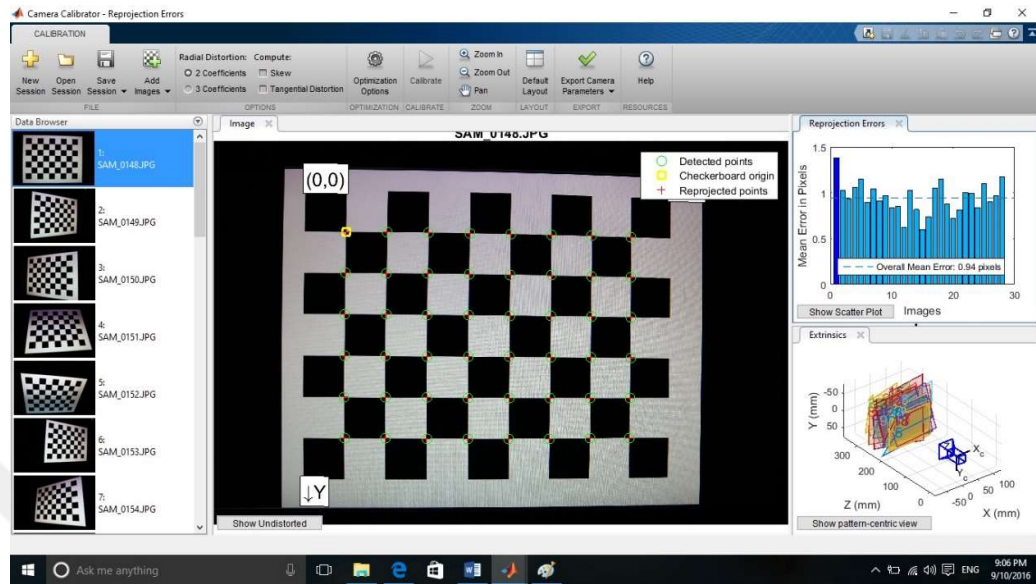 Camera Calibrator - Reprojection Errors
CALIBRATION
New Session
Open Session
Save Session
Add Images
FILE
Radial Distortion:
2 Coefficients
3 Coefficients
Compute:
Skew
Tangential Distortion
OPTIONS
Optimization Options
OPTIMIZATION
Calibrate
CALIBRATE
Zoom In
Zoom Out
Pan
ZOOM
Default Layout
LAYOUT
Export Camera Parameters
EXPORT
Help
RESOURCES
Data Browser
1:
SAM_0148.JPG
2:
SAM_0149.JPG
3:
SAM_0150.JPG
4:
SAM_0151.JPG
5:
SAM_0152.JPG
6:
SAM_0153.JPG
7:
SAM_0154.JPG
Image
SAM_0148.JPG
(0,0)
Detected points
Checkerboard origin
Reprojected points
↓Y
Show Undistorted
Reprojection Errors
1.5
1
0.5
0
Mean Error in Pixels
Overall Mean Error: 0.94 pixels
0 10 20 30
Show Scatter Plot
Images
Extrinsics
-50
0
50
Y (mm)
300
200
100
0
Z (mm)
-50 0 50 100
X (mm)
Xc
Yc
Show pattern-centric view
Ask me anything
ENG
9:06 PM
9/10/2016